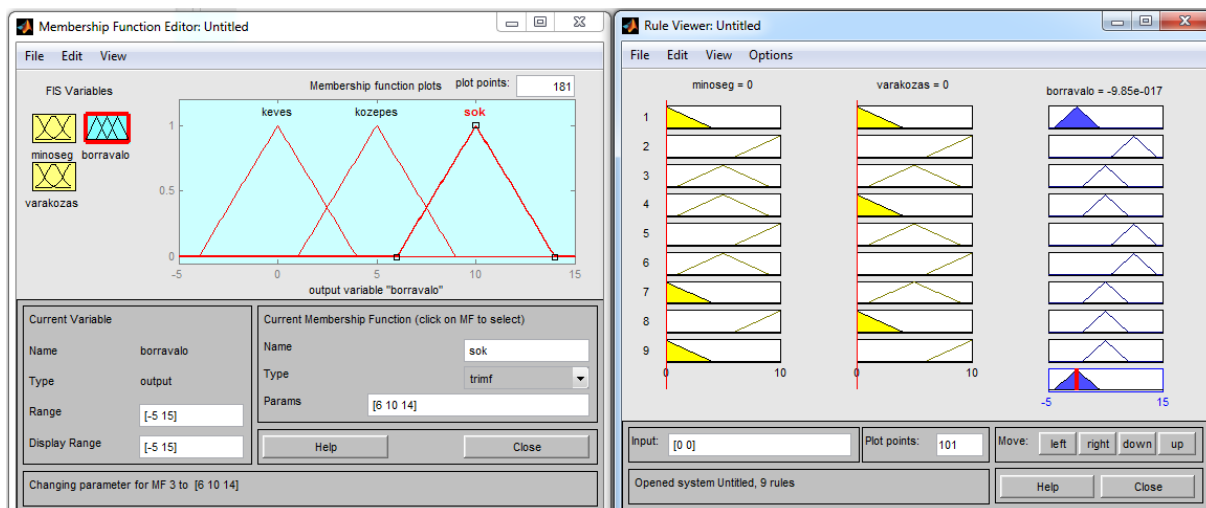 Membership Function Editor: Untitled
File Edit View
FIS Variables
minoseg
borravalo
varakozas
Membership function plots
plot points:
181
keves
kozepes
sok
1
0.5
0
-5
0
5
10
15
output variable "borravalo"
Current Variable
Name borravalo
Type output
Range [-5 15]
Display Range [-5 15]
Current Membership Function (click on MF to select)
Name sok
Type trimf
Params [6 10 14]
Help
Close
Changing parameter for MF 3 to [6 10 14]
Rule Viewer: Untitled
File Edit View Options
minoseg = 0
varakozas = 0
borravalo = -9.85e-017
1
2
3
4
5
6
7
8
9
0
10
0
10
-5
15
Input: [0 0]
Plot points: 101
Move: left right down up
Opened system Untitled, 9 rules
Help
Close